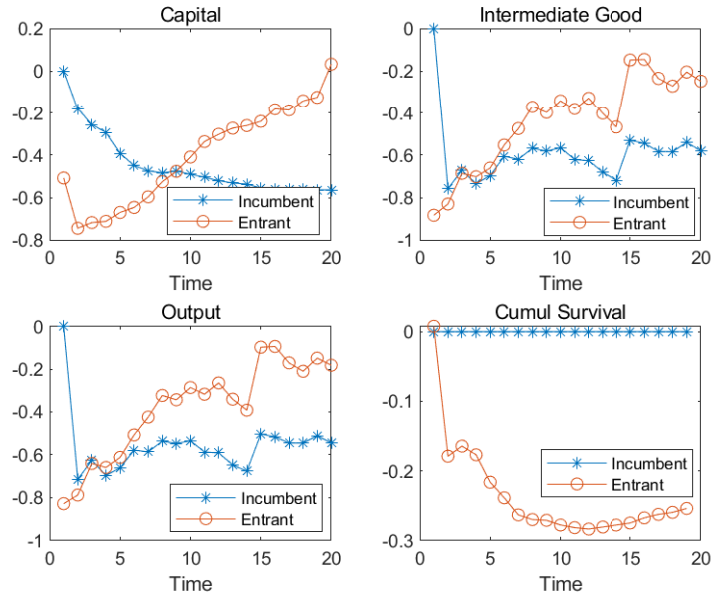 Capital
0.2
0
-0.2
-0.4
-0.6
-0.8
0 5 10 15 20
Time
Incumbent
Entrant
Intermediate Good
0
-0.2
-0.4
-0.6
-0.8
-1
0 5 10 15 20
Time
Incumbent
Entrant
Output
0
-0.2
-0.4
-0.6
-0.8
-1
0 5 10 15 20
Time
Incumbent
Entrant
Cumul Survival
0
-0.1
-0.2
-0.3
0 5 10 15 20
Time
Incumbent
Entrant